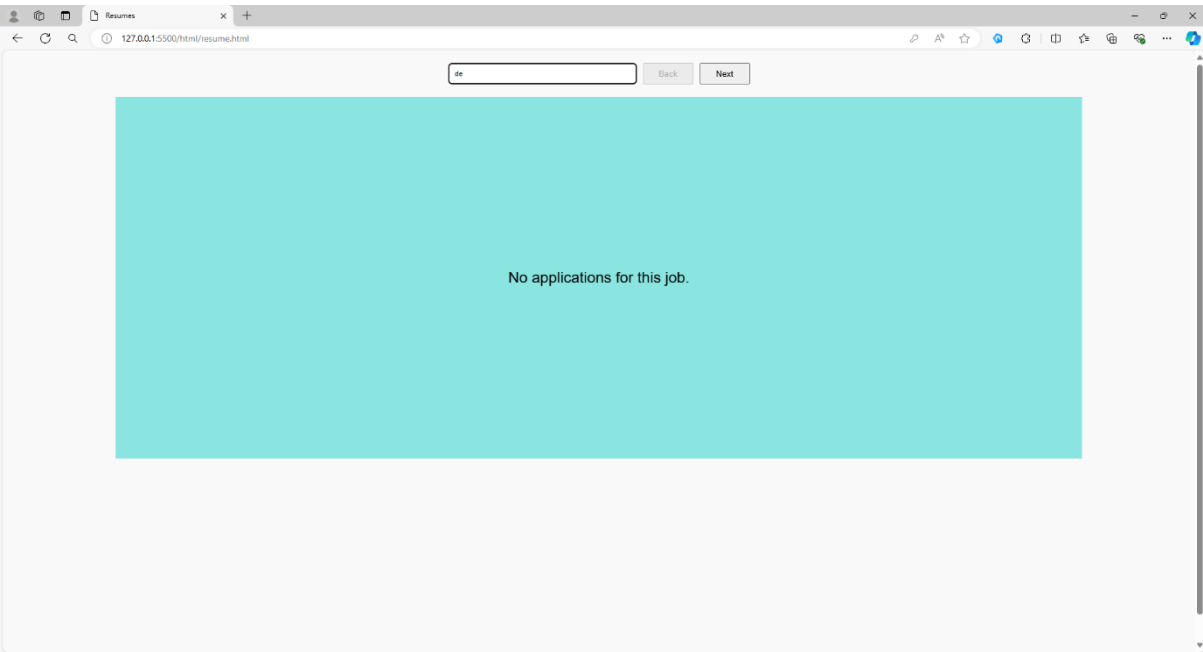 Resumes
127.0.0.1:5500/html/resume.html
de
Back
Next
No applications for this job.